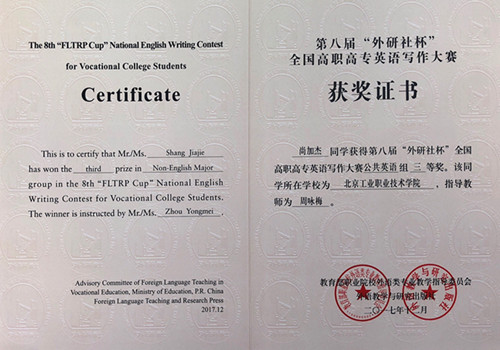 The 8th “FLTRP Cup” National English Writing Contest
for Vocational College Students
Certificate
This is to certify that Mr/Ms. Shang Jiajie
has won the third prize in Non-English Major
group in the 8th “FLTRP Cup” National English
Writing Contest for Vocational College Students.
The winner is instructed by Mr/Ms. Zhou Yongmei .
Advisory Committee of Foreign Language Teaching in
Vocational Education, Ministry of Education, P.R. China
Foreign Language Teaching and Research Press
2017.12
第八届“外研社杯”
全国高职高专英语写作大赛
获奖证书
尚加杰 同学获得第八届“外研社杯”全国
高职高专英语写作大赛公共英语 组 三 等奖。该同
学所在学校为 北京工业职业技术学院 ，指导教
师为 周咏梅 。
教育部职业院校外语类专业教学指导委员会
外语教学与研究出版社
二〇一七年十二月